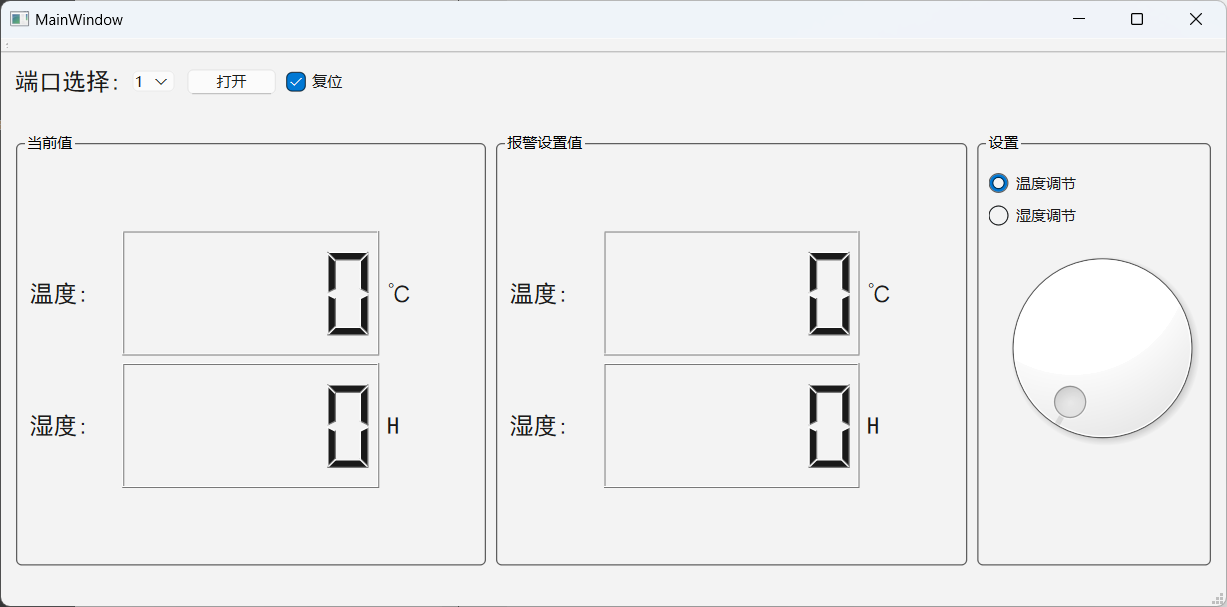 MainWindow
端口选择： 1 打开 复位
当前值
温度： 0 ℃
湿度： 0 H
报警设置值
温度： 0 ℃
湿度： 0 H
设置
温度调节
湿度调节